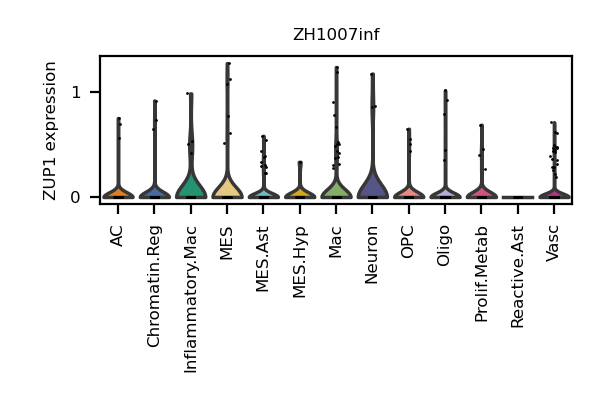 ZH1007inf
ZUP1 expression
1
0
AC
Chromatin.Reg
Inflammatory.Mac
MES
MES.Ast
MES.Hyp
Mac
Neuron
OPC
Oligo
Prolif.Metab
Reactive.Ast
Vasc